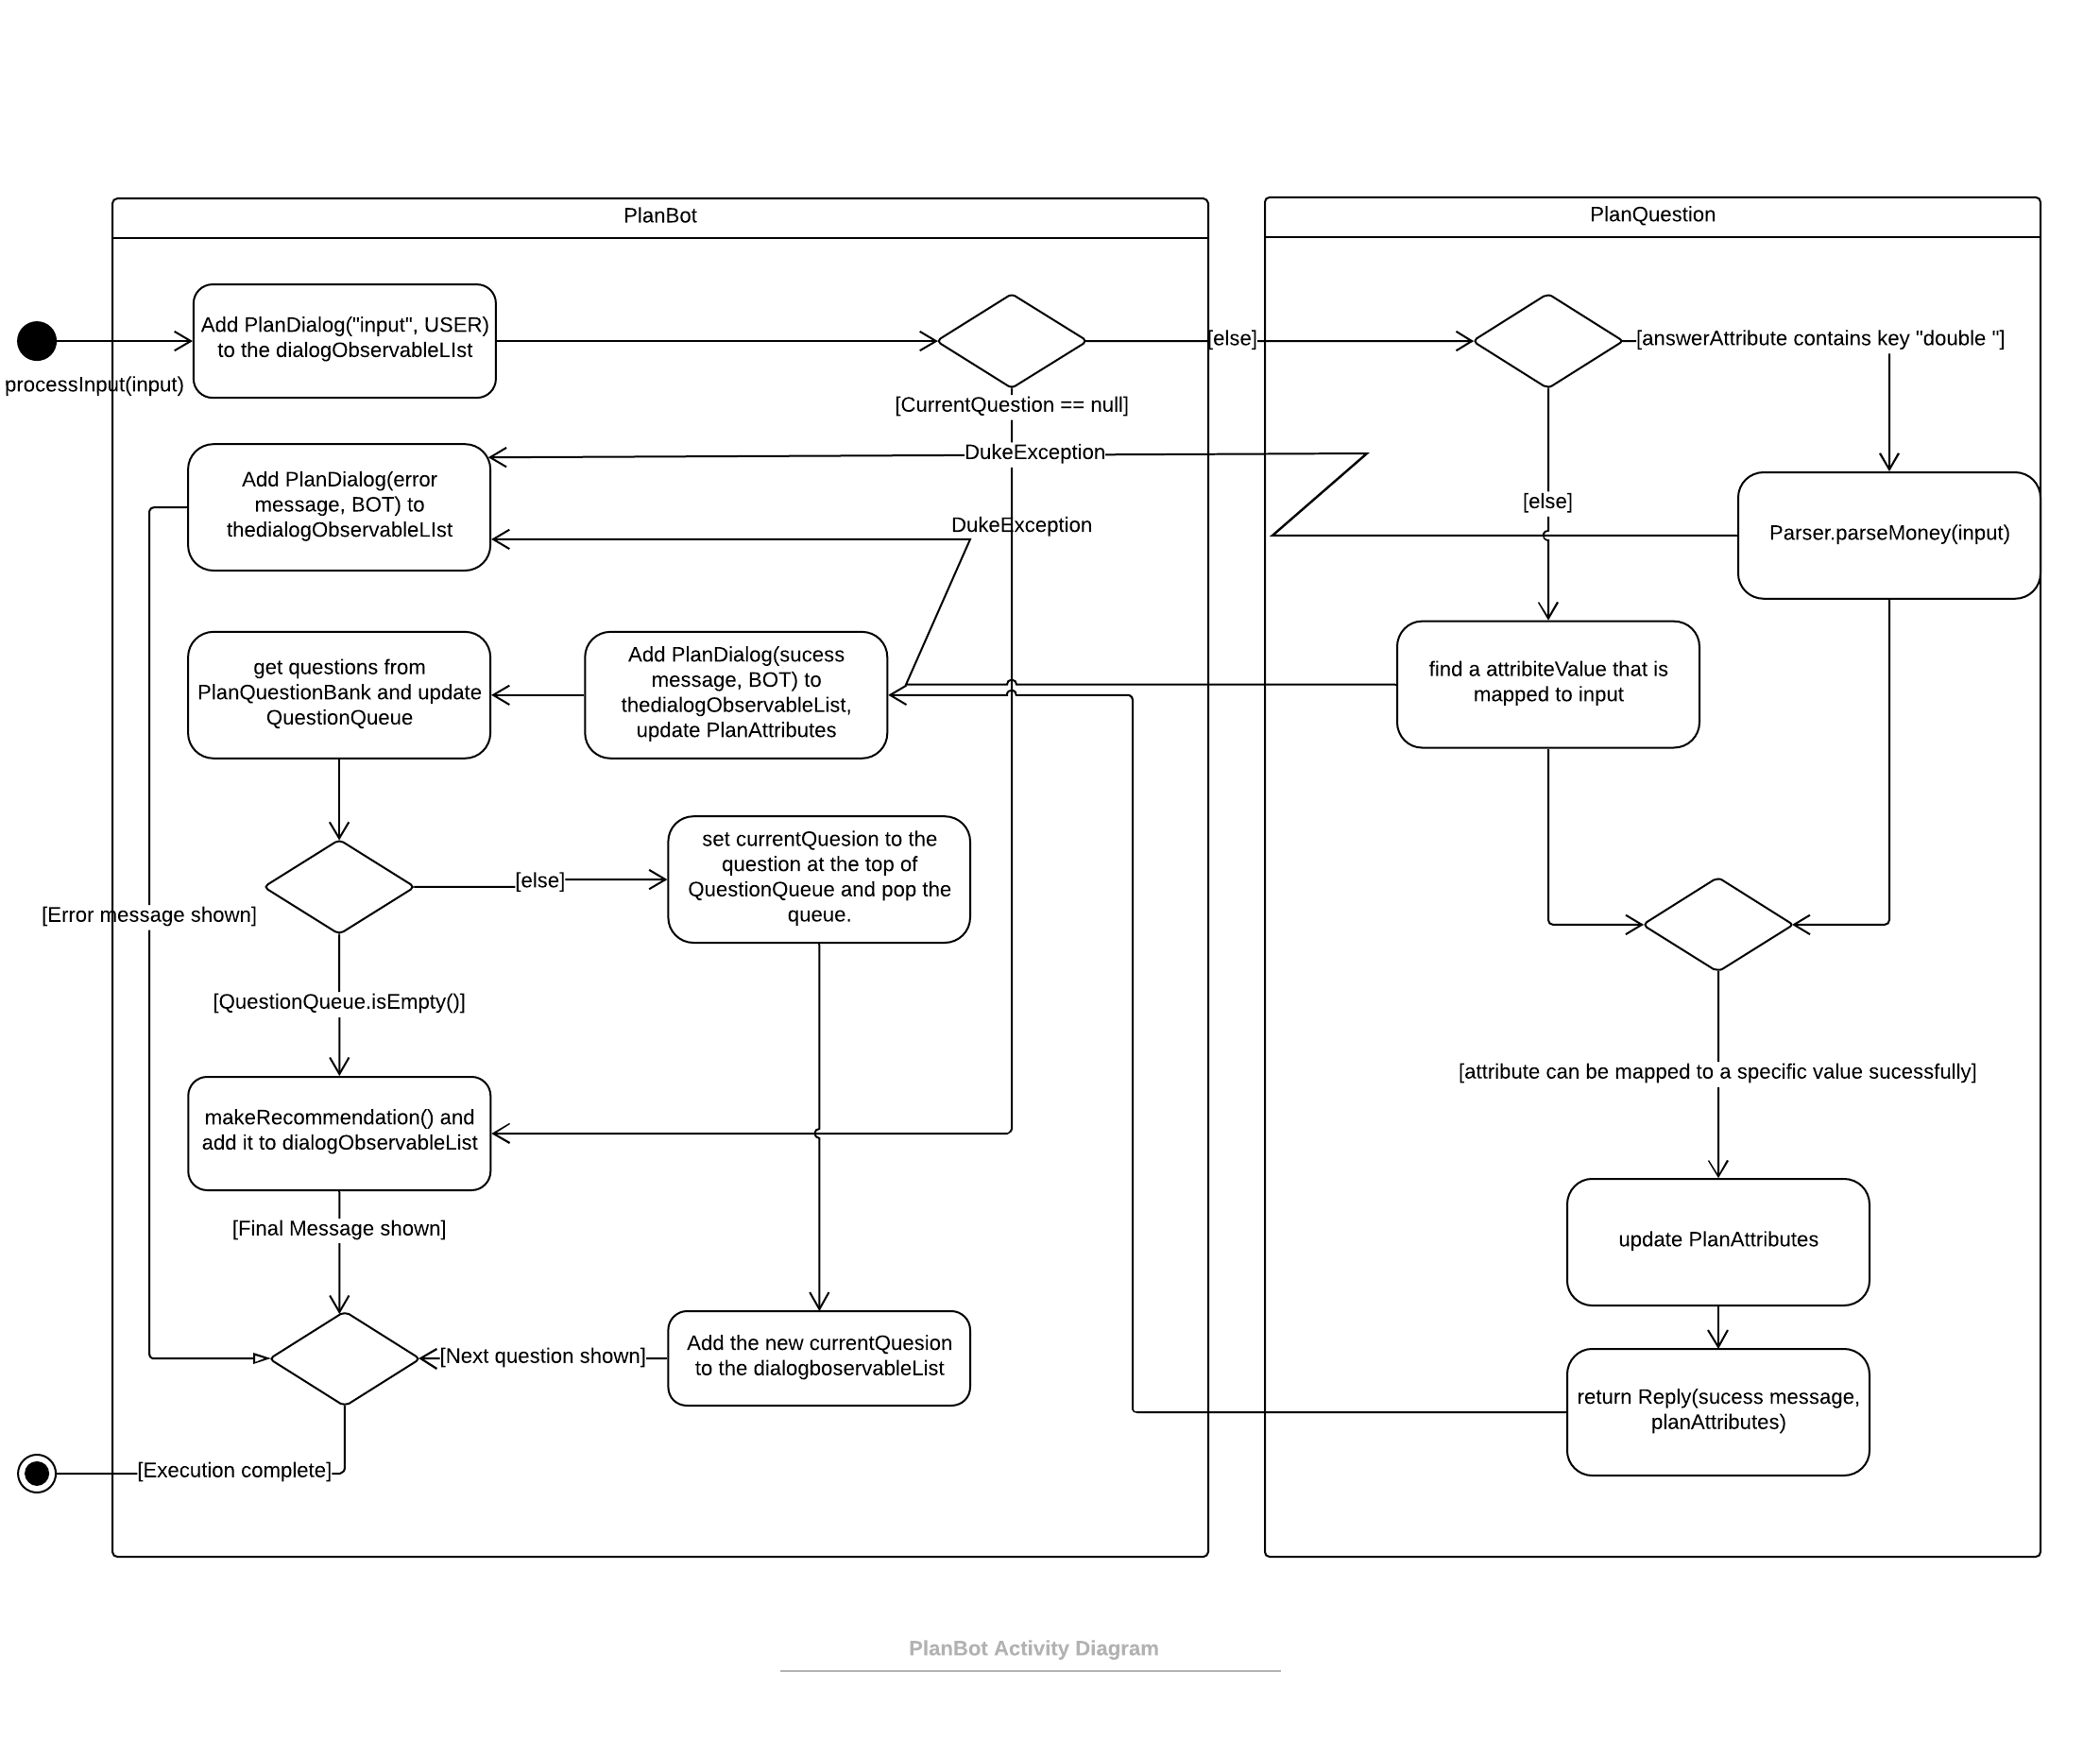 PlanBot
PlanQuestion
Add PlanDialog("input", USER)
to the dialogObservableLIst
processInput(input)
[else]
[answerAttribute contains key "double "]
[CurrentQuestion == null]
DukeException
Add PlanDialog(error
message, BOT) to
thedialogObservableLIst
DukeException
[else]
Parser.parseMoney(input)
get questions from
PlanQuestionBank and update
QuestionQueue
Add PlanDialog(sucess
message, BOT) to
thedialogObservableList,
update PlanAttributes
find a attribiteValue that is
mapped to input
[else]
set currentQuesion to the
question at the top of
QuestionQueue and pop the
queue.
[Error message shown]
[QuestionQueue.isEmpty()]
[attribute can be mapped to a specific value sucessfully]
makeRecommendation() and
add it to dialogObservableList
[Final Message shown]
update PlanAttributes
[Next question shown]
Add the new currentQuesion
to the dialogboservableList
return Reply(sucess message,
planAttributes)
[Execution complete]
PlanBot Activity Diagram